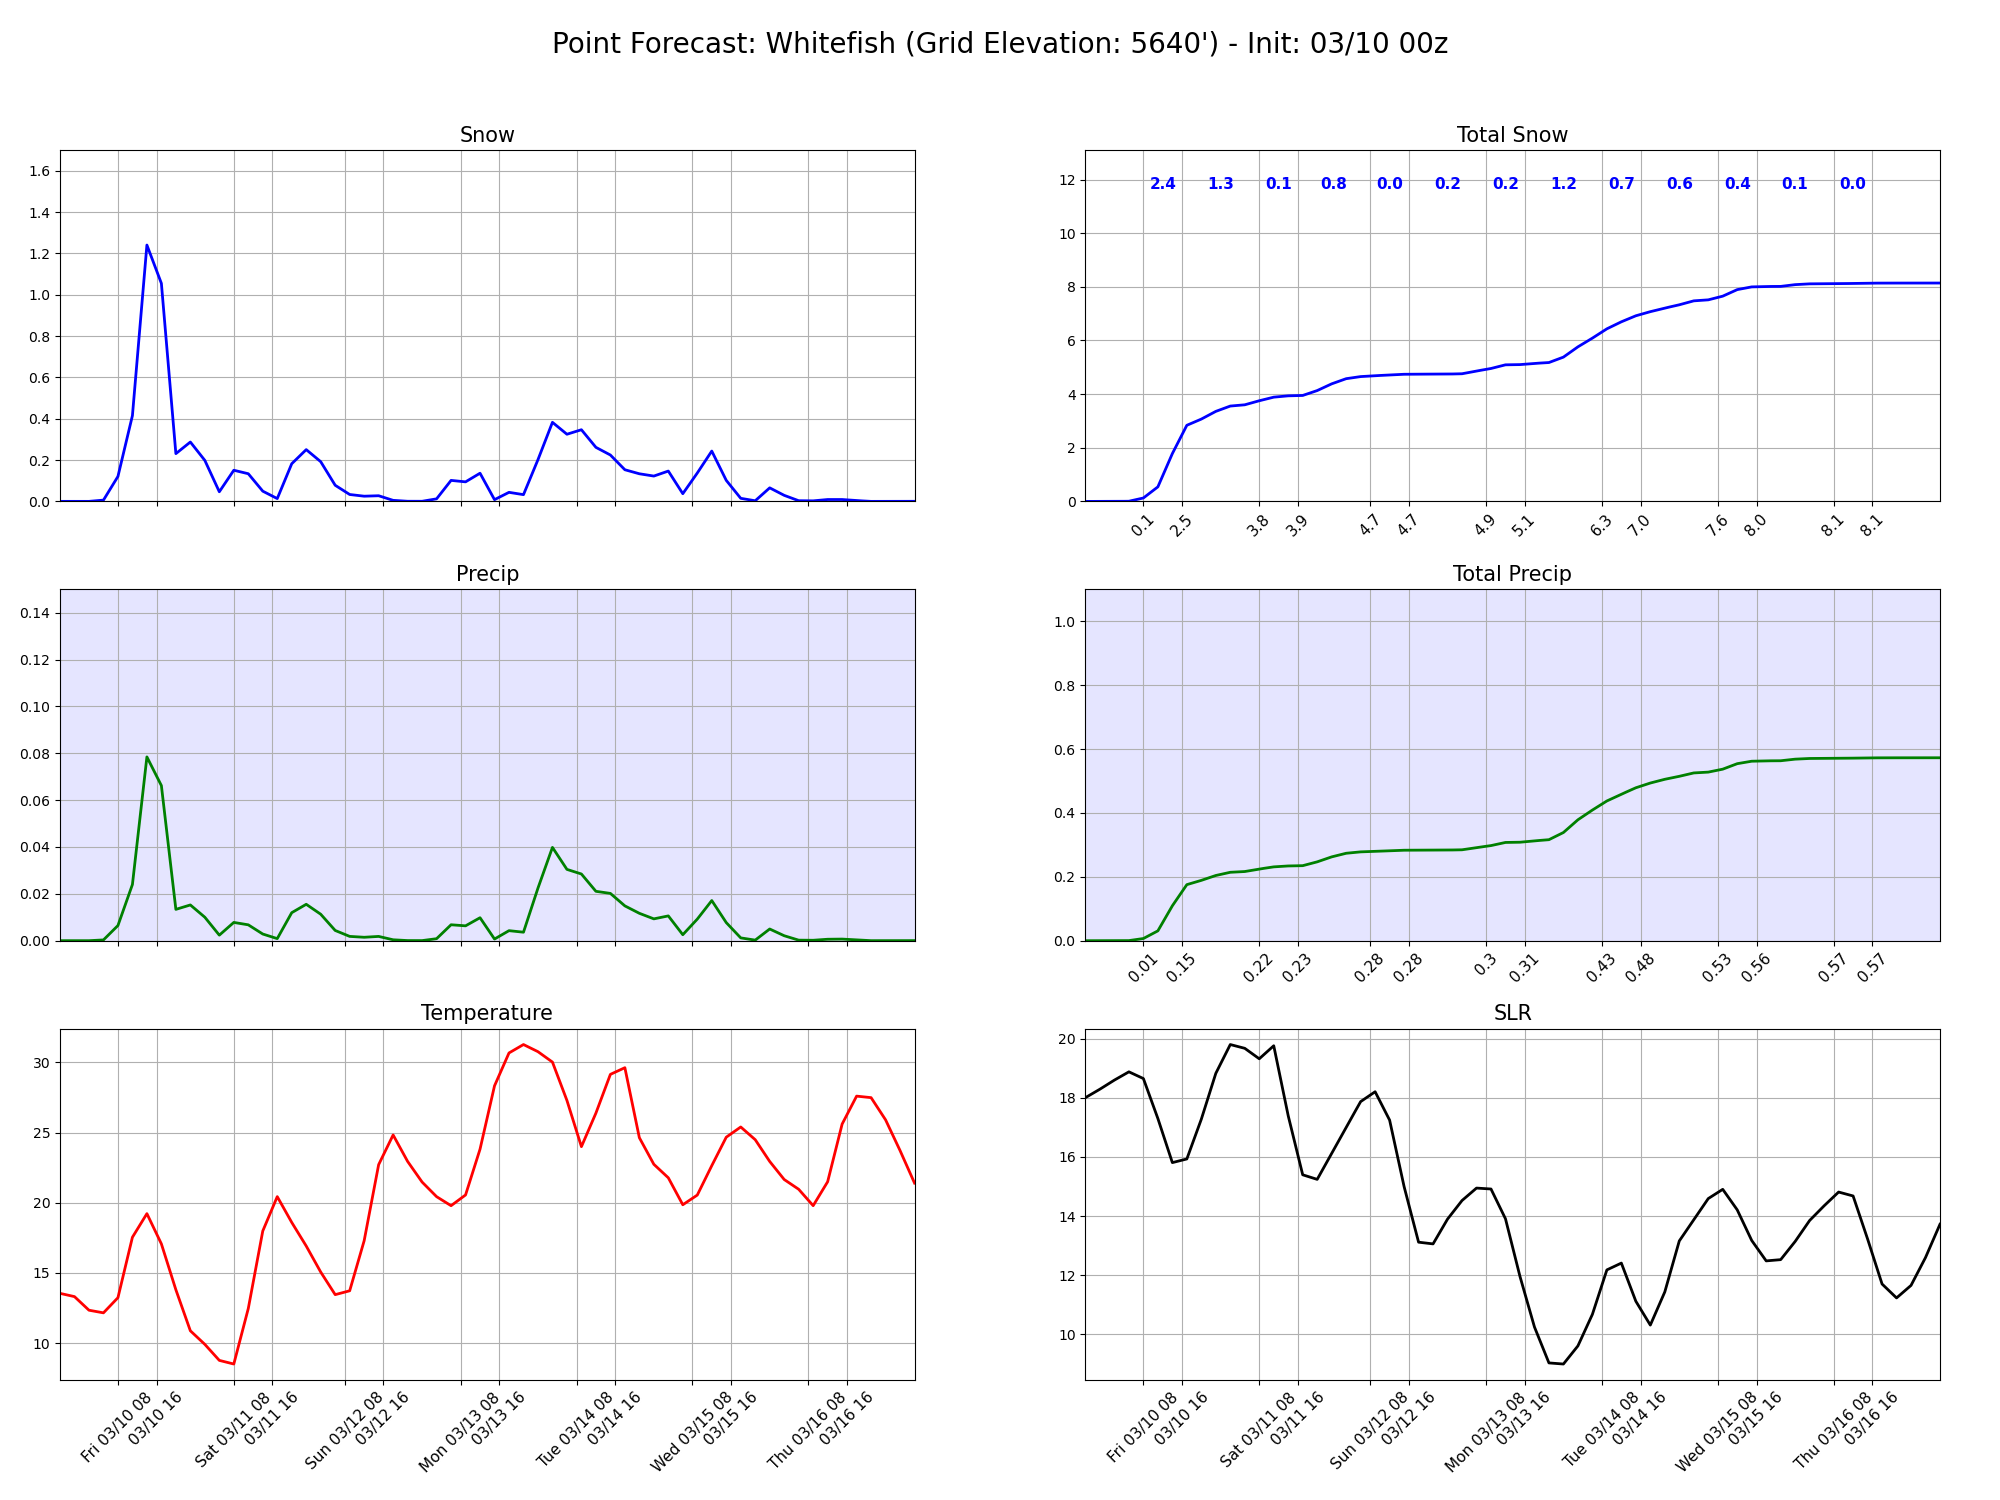 Point Forecast: Whitefish (Grid Elevation: 5640') - Init: 03/10 00z
Snow
1.6
1.4
1.2
1.0
0.8
0.6
0.4
0.2
0.0
Total Snow
12
10
8
6
4
2
0
2.4 1.3 0.1 0.8 0.0 0.2 0.2 1.2 0.7 0.6 0.4 0.1 0.0
0.1 2.5 3.8 3.9 4.7 4.7 4.9 5.1 6.3 7.0 7.6 8.0 8.1 8.1
Precip
0.14
0.12
0.10
0.08
0.06
0.04
0.02
0.00
Total Precip
1.0
0.8
0.6
0.4
0.2
0.0
0.01 0.15 0.22 0.23 0.28 0.28 0.3 0.31 0.43 0.48 0.53 0.56 0.57 0.57
Temperature
30
25
20
15
10
Fri 03/10 08
03/10 16
Sat 03/11 08
03/11 16
Sun 03/12 08
03/12 16
Mon 03/13 08
03/13 16
Tue 03/14 08
03/14 16
Wed 03/15 08
03/15 16
Thu 03/16 08
03/16 16
SLR
20
18
16
14
12
10
Fri 03/10 08
03/10 16
Sat 03/11 08
03/11 16
Sun 03/12 08
03/12 16
Mon 03/13 08
03/13 16
Tue 03/14 08
03/14 16
Wed 03/15 08
03/15 16
Thu 03/16 08
03/16 16